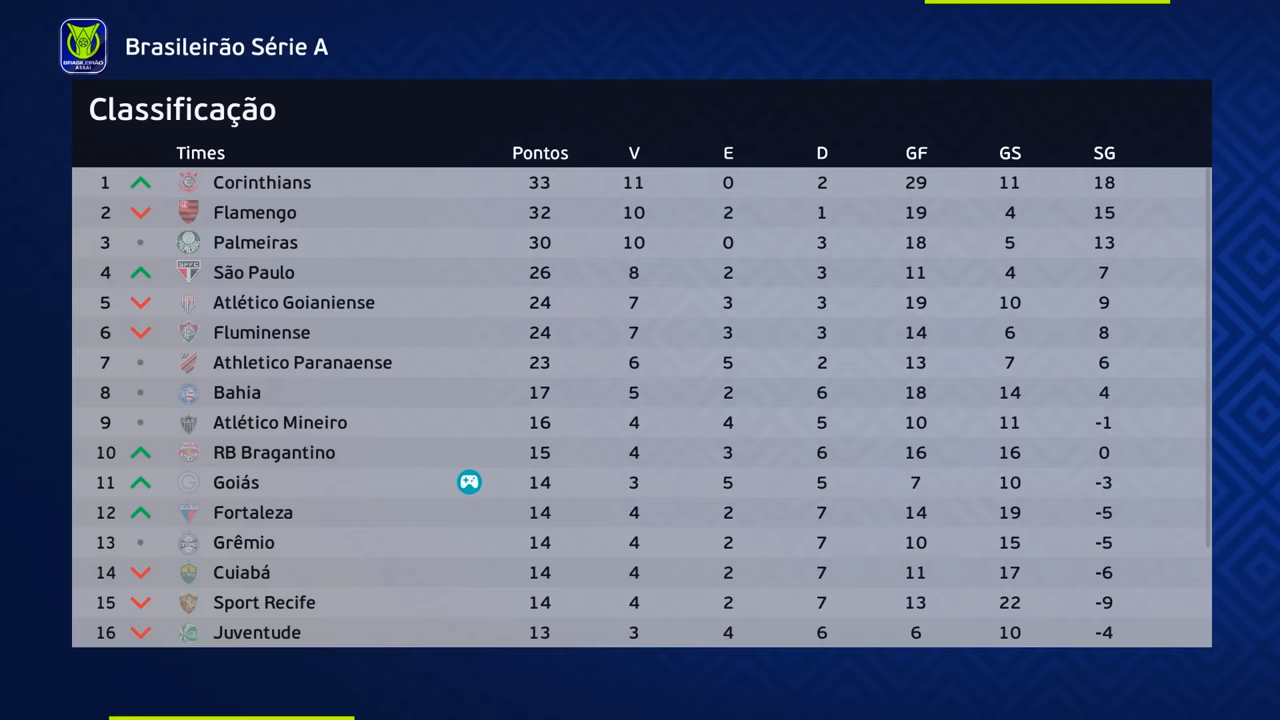 Brasileirão Série A
BRASILEIRÃO
ASSAÍ
Classificação
Times Pontos V E D GF GS SG
1 Corinthians 33 11 0 2 29 11 18
2 Flamengo 32 10 2 1 19 4 15
3 Palmeiras 30 10 0 3 18 5 13
4 São Paulo 26 8 2 3 11 4 7
5 Atlético Goianiense 24 7 3 3 19 10 9
6 Fluminense 24 7 3 3 14 6 8
7 Athletico Paranaense 23 6 5 2 13 7 6
8 Bahia 17 5 2 6 18 14 4
9 Atlético Mineiro 16 4 4 5 10 11 -1
10 RB Bragantino 15 4 3 6 16 16 0
11 Goiás 14 3 5 5 7 10 -3
12 Fortaleza 14 4 2 7 14 19 -5
13 Grêmio 14 4 2 7 10 15 -5
14 Cuiabá 14 4 2 7 11 17 -6
15 Sport Recife 14 4 2 7 13 22 -9
16 Juventude 13 3 4 6 6 10 -4